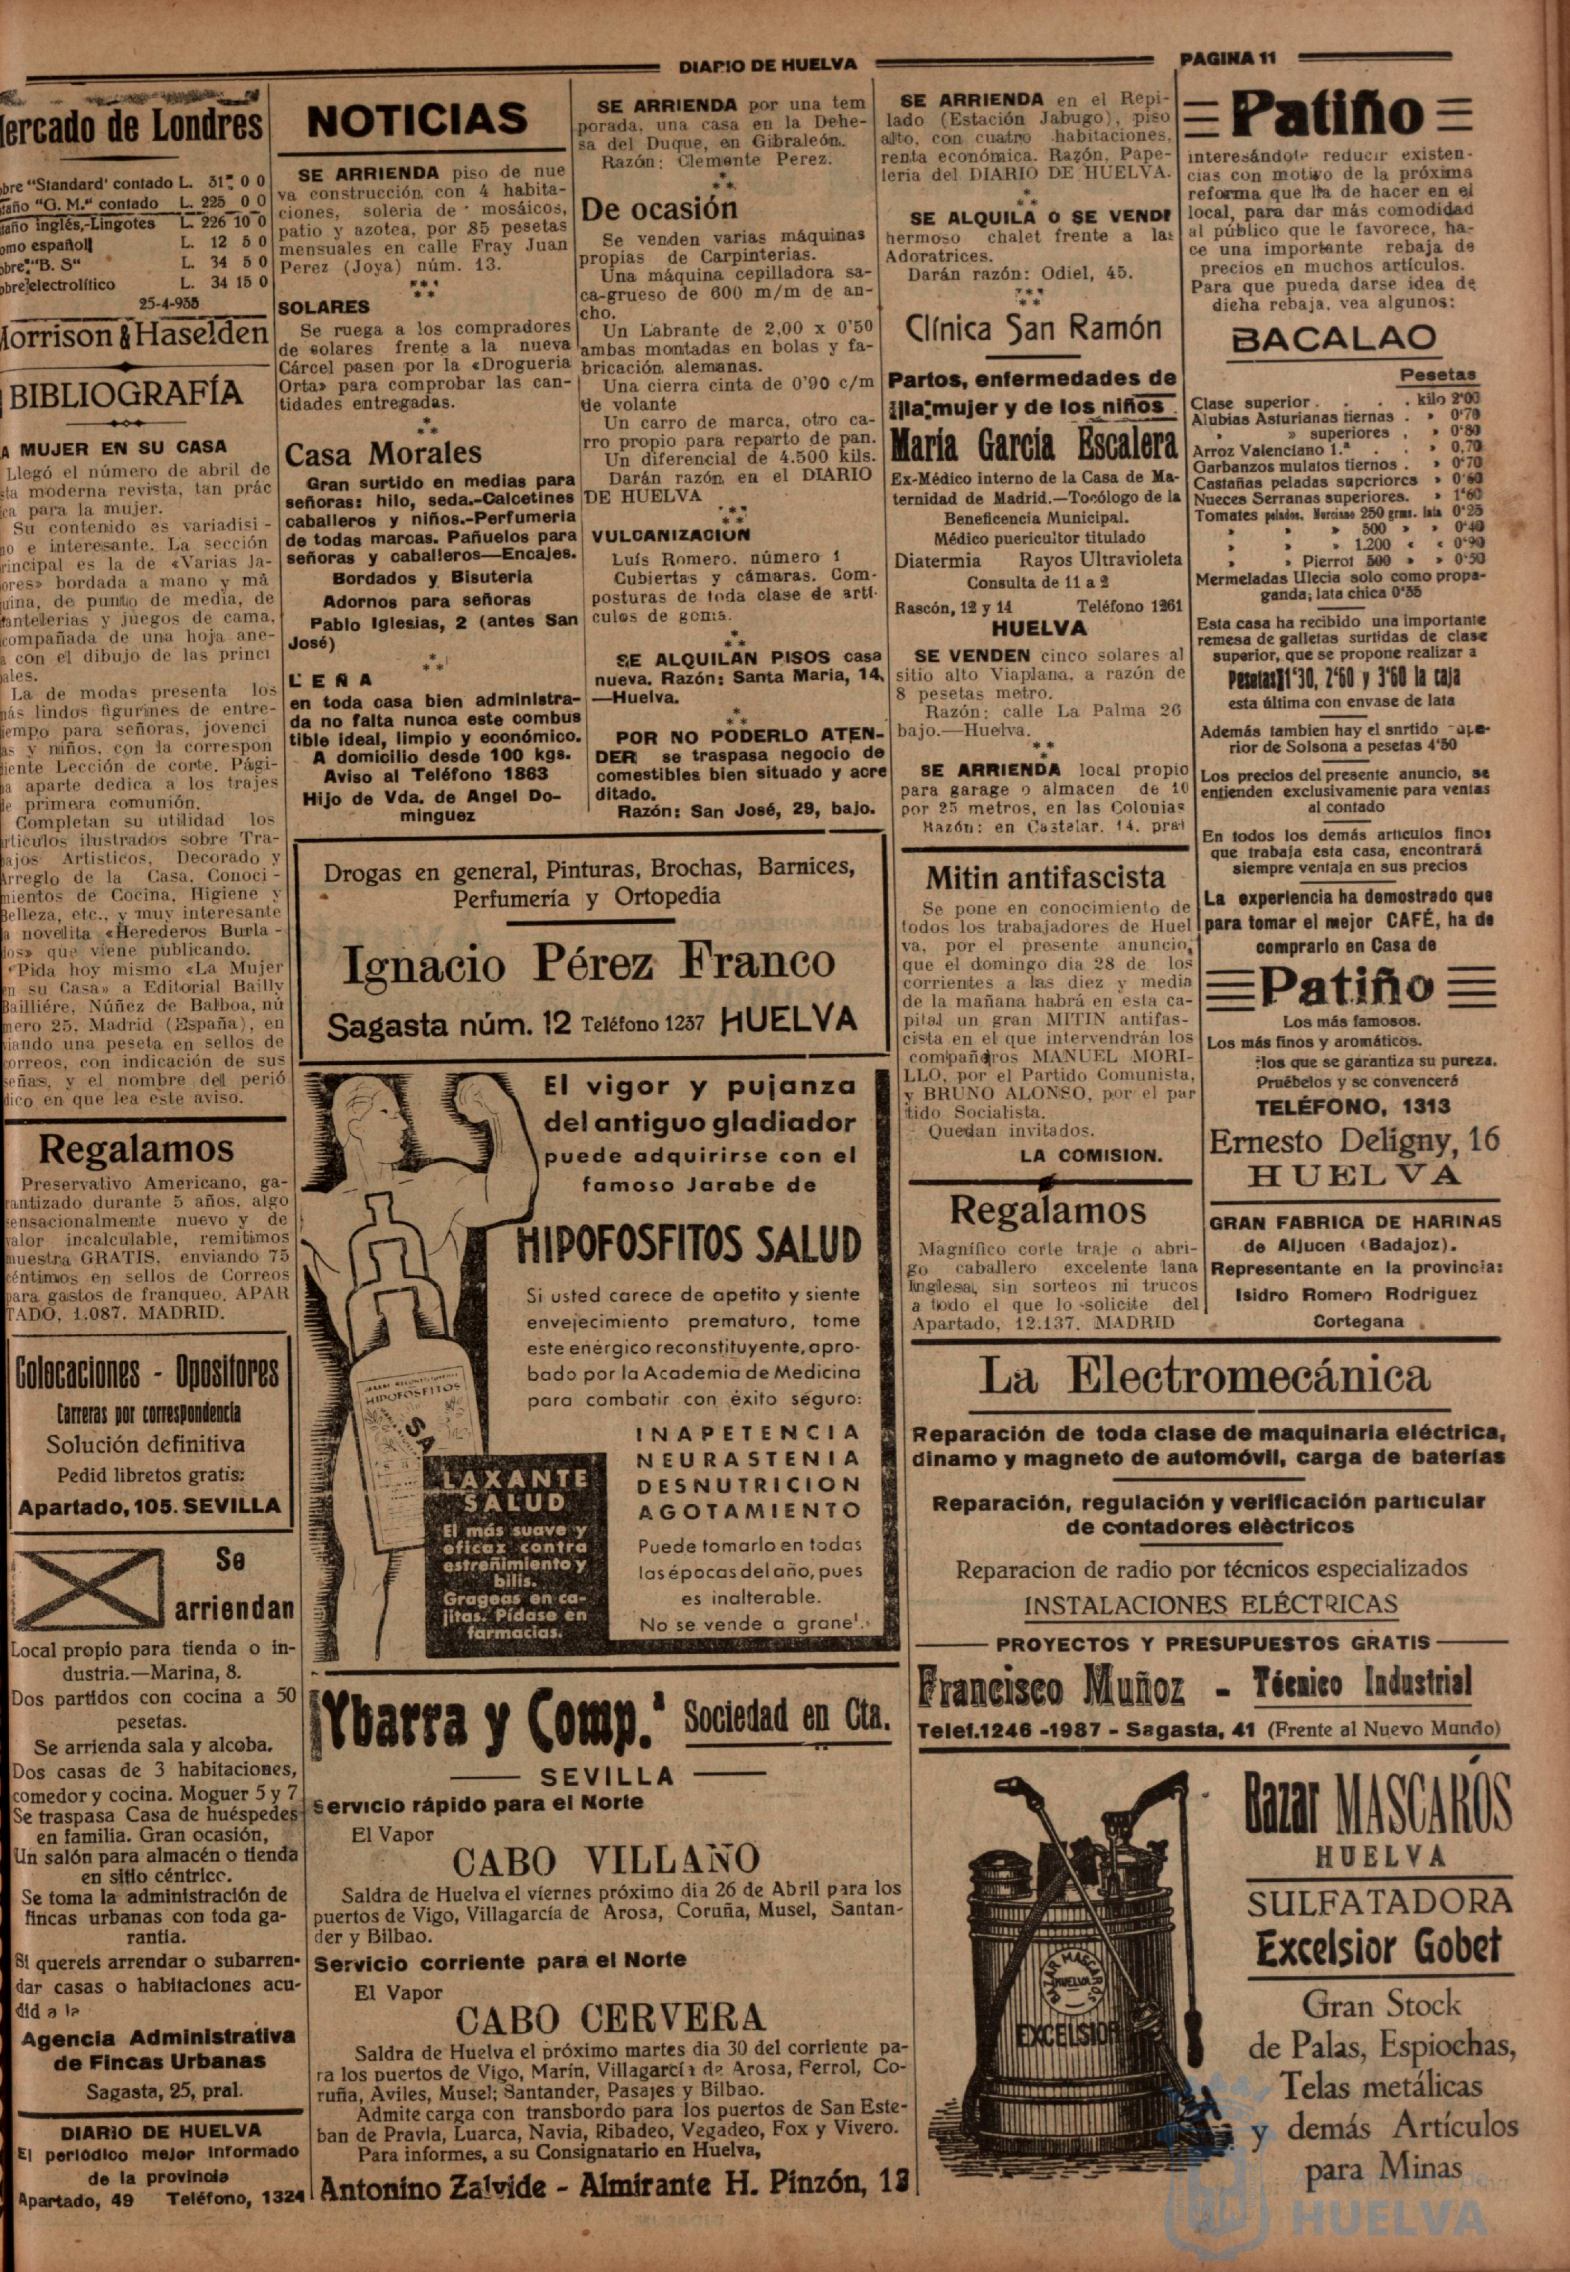 DIARIO DE HUELVA
PAGINA 11
Mercado de Londres
obre "Standard' contado L. 31 0 0
taño "G. M." contado L. 225 0 0
taño inglés,-Lingotes L. 226 10 0
omo español L. 12 5 0
obre "B. S" L. 34 5 0
obre electrolítico L. 34 15 0
25-4-935
Morrison & Haselden
BIBLIOGRAFÍA
A MUJER EN SU CASA
Llegó el número de abril de
sta moderna revista, tan prác
ca para la mujer.
Su contenido es variadisi-
no e interesante. La sección
rincipal es la de «Varias Ja-
ores» bordada a mano y má
uina, de punto de media, de
antelerias y juegos de cama,
compañada de una hoja ane-
a con el dibujo de las princi
ales.
La de modas presenta los
nás lindos figurines de entre-
iempo para señoras, jovenci
as y niños, con la correspon
iente Lección de corte. Pági-
a aparte dedica a los trajes
de primera comunión.
Completan su utilidad los
rticulos ilustrados sobre Tra-
bajos Artisticos, Decorado y
Arreglo de la Casa, Conoci-
mientos de Cocina, Higiene y
Belleza, etc., y muy interesante
a novelita «Herederos Burla-
dos» que viene publicando.
Pida hoy mismo «La Mujer
en su Casa» a Editorial Bailly
Bailliére, Núñez de Balboa, nú
mero 25, Madrid (España), en
viando una peseta en sellos de
correos, con indicación de sus
señas, y el nombre del perió
dico en que lea este aviso.
Regalamos
Preservativo Americano, ga-
rantizado durante 5 años, algo
sensacionalmente nuevo y de
valor incalculable, remitimos
muestra GRATIS, enviando 75
céntimos en sellos de Correos
para gastos de franqueo. APAR
TADO, 1.087. MADRID.
Colocaciones - Opositores
Carreras por correspondencia
Solución definitiva
Pedid libretos gratis:
Apartado, 105. SEVILLA
Se
arriendan
Local propio para tienda o in-
dustria.—Marina, 8.
Dos partidos con cocina a 50
pesetas.
Se arrienda sala y alcoba.
Dos casas de 3 habitaciones,
comedor y cocina. Moguer 5 y 7
Se traspasa Casa de huéspedes
en familia. Gran ocasión,
Un salón para almacén o tienda
en sitio céntrico.
Se toma la administración de
fincas urbanas con toda ga-
rantia.
Si quereis arrendar o subarren-
dar casas o habitaciones acu-
did a la
Agencia Administrativa
de Fincas Urbanas
Sagasta, 25, pral.
DIARIO DE HUELVA
El periódico mejor informado
de la provincia
Apartado, 49 Teléfono, 1324
NOTICIAS
SE ARRIENDA piso de nue
va construcción con 4 habita-
ciones, soleria de mosáicos,
patio y azotea, por 85 pesetas
mensuales en calle Fray Juan
Perez (Joya) núm. 13.
SOLARES
Se ruega a los compradores
de solares frente a la nueva
Cárcel pasen por la «Drogueria
Orta» para comprobar las can-
tidades entregadas.
Casa Morales
Gran surtido en medias para
señoras: hilo, seda.-Calcetines
caballeros y niños.-Perfumeria
de todas marcas. Pañuelos para
señoras y caballeros—Encajes.
Bordados y Bisuteria
Adornos para señoras
Pablo Iglesias, 2 (antes San
José)
LEÑA
en toda casa bien administra-
da no falta nunca este combus
tible ideal, limpio y económico.
A domicilio desde 100 kgs.
Aviso al Teléfono 1863
Hijo de Vda. de Angel Do-
minguez
SE ARRIENDA por una tem
porada, una casa en la Dehe-
sa del Duque, en Gibraleón.
Razón: Clemente Perez.
De ocasión
Se venden varias máquinas
propias de Carpinterias.
Una máquina cepilladora sa-
ca-grueso de 600 m/m de an-
cho.
Un Labrante de 2,00 x 0'50
ambas montadas en bolas y fa-
bricación alemanas.
Una cierra cinta de 0'90 c/m
de volante
Un carro de marca, otro ca-
rro propio para reparto de pan.
Un diferencial de 4.500 kils.
Darán razón en el DIARIO
DE HUELVA
VULCANIZACION
Luís Romero, número 1
Cubiertas y cámaras. Com-
posturas de toda clase de artí-
culos de goma.
SE ALQUILAN PISOS casa
nueva. Razón: Santa Maria, 14,
—Huelva.
POR NO PODERLO ATEN-
DER se traspasa negocio de
comestibles bien situado y acre
ditado.
Razón: San José, 29, bajo.
SE ARRIENDA en el Repi-
lado (Estación Jabugo), piso
alto, con cuatro habitaciones,
renta económica. Razón, Pape-
leria del DIARIO DE HUELVA.
SE ALQUILA O SE VENDE
hermoso chalet frente a las
Adoratrices.
Darán razón: Odiel, 45.
Clínica San Ramón
Partos, enfermedades de
la mujer y de los niños
María García Escalera
Ex-Médico interno de la Casa de Ma-
ternidad de Madrid.—Tocólogo de la
Beneficencia Municipal.
Médico puericultor titulado
Diatermia Rayos Ultravioleta
Consulta de 11 a 2
Rascón, 12 y 14 Teléfono 1261
HUELVA
SE VENDEN cinco solares al
sitio alto Viaplana, a razón de
8 pesetas metro.
Razón: calle La Palma 26
bajo.—Huelva.
SE ARRIENDA local propio
para garage o almacen de 10
por 25 metros, en las Colonias
Razón: en Castelar, 14, pral
Mitin antifascista
Se pone en conocimiento de
todos los trabajadores de Huel
va, por el presente anuncio,
que el domingo dia 28 de los
corrientes a las diez y media
de la mañana habrá en esta ca-
pital un gran MITIN antifas-
cista en el que intervendrán los
compañeros MANUEL MORI-
LLO, por el Partido Comunista,
y BRUNO ALONSO, por el par
tido Socialista.
Quedan invitados.
LA COMISION.
Regalamos
Magnífico corte traje o abri-
go caballero excelente lana
Inglesa, sin sorteos ni trucos
a todo el que lo solicite del
Apartado, 12.137. MADRID
Patiño
interesándole reducir existen-
cias con motivo de la próxima
reforma que ha de hacer en el
local, para dar más comodidad
al público que le favorece, ha-
ce una importante rebaja de
precios en muchos artículos.
Para que pueda darse idea de
dicha rebaja, vea algunos:
BACALAO
Pesetas
Clase superior . . . . kilo 2'00
Alubias Asturianas tiernas . » 0'70
» » superiores . » 0'80
Arroz Valenciano 1.ª . . » 0,70
Garbanzos mulatos tiernos . » 0'70
Castañas peladas superiores » 0'60
Nueces Serranas superiores. » 1'60
Tomates pelados, Murciano 250 grms. lata 0'25
» » » 500 » » 0'40
» » » 1.200 « « 0'90
» » Pierrot 500 » » 0'50
Mermeladas Ulecia solo como propa-
ganda; lata chica 0'35
Esta casa ha recibido una importante
remesa de galletas surtidas de clase
superior, que se propone realizar a
Pesetas 1'30, 2'60 y 3'60 la caja
esta última con envase de lata
Además tambien hay el surtido supe-
rior de Solsona a pesetas 4'50
Los precios del presente anuncio, se
entienden exclusivamente para ventas
al contado
En todos los demás articulos finos
que trabaja esta casa, encontrará
siempre ventaja en sus precios
La experiencia ha demostrado que
para tomar el mejor CAFÉ, ha de
comprarlo en Casa de
Patiño
Los más famosos.
Los más finos y aromáticos.
los que se garantiza su pureza.
Pruébelos y se convencerá
TELÉFONO, 1313
Ernesto Deligny, 16
HUELVA
GRAN FABRICA DE HARINAS
de Aljucen (Badajoz).
Representante en la provincia:
Isidro Romero Rodriguez
Cortegana
Drogas en general, Pinturas, Brochas, Barnices,
Perfumería y Ortopedia
Ignacio Pérez Franco
Sagasta núm. 12 Teléfono 1237 HUELVA
El vigor y pujanza
del antiguo gladiador
puede adquirirse con el
famoso Jarabe de
HIPOFOSFITOS SALUD
Si usted carece de apetito y siente
envejecimiento prematuro, tome
este enérgico reconstituyente, apro-
bado por la Academia de Medicina
para combatir con éxito seguro:
INAPETENCIA
NEURASTENIA
DESNUTRICION
AGOTAMIENTO
Puede tomarlo en todas
las épocas del año, pues
es inalterable.
No se vende a granel.
HIPOFOSFITOS
SA
LAXANTE
SALUD
El más suave y
eficaz contra
estreñimiento y
bilis.
Grageas en ca-
jitas. Pídase en
farmacias.
Ybarra y Comp.ª Sociedad en Cta.
SEVILLA
Servicio rápido para el Norte
El Vapor
CABO VILLANO
Saldra de Huelva el viernes próximo dia 26 de Abril para los
puertos de Vigo, Villagarcía de Arosa, Coruña, Musel, Santan-
der y Bilbao.
Servicio corriente para el Norte
El Vapor
CABO CERVERA
Saldra de Huelva el próximo martes dia 30 del corriente pa-
ra los puertos de Vigo, Marín, Villagarcía de Arosa, Ferrol, Co-
ruña, Aviles, Musel; Santander, Pasajes y Bilbao.
Admite carga con transbordo para los puertos de San Este-
ban de Pravia, Luarca, Navia, Ribadeo, Vegadeo, Fox y Vivero.
Para informes, a su Consignatario en Huelva,
Antonino Zalvide - Almirante H. Pinzón, 13
La Electromecánica
Reparación de toda clase de maquinaria eléctrica,
dinamo y magneto de automóvil, carga de baterías
Reparación, regulación y verificación particular
de contadores elèctricos
Reparacion de radio por técnicos especializados
INSTALACIONES ELÉCTRICAS
PROYECTOS Y PRESUPUESTOS GRATIS
Francisco Muñoz - Técnico Industrial
Telef.1246 -1987 - Sagasta, 41 (Frente al Nuevo Mundo)
BAZAR MASCAROS
HUELVA
EXCELSIOR
Bazar MASCARÓS
HUELVA
SULFATADORA
Excelsior Gobet
Gran Stock
de Palas, Espiochas,
Telas metálicas
y demás Artículos
para Minas
HUELVA